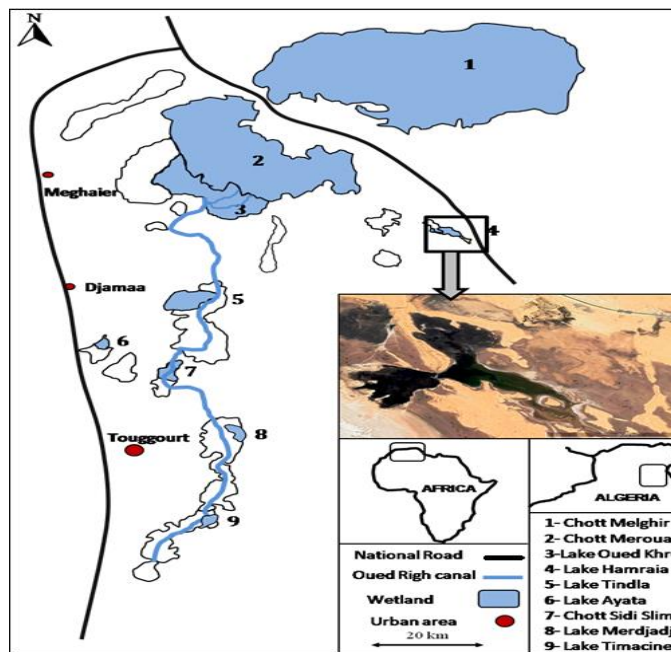 N
1
2
3
4
Meghaier
Djamaa
5
6
7
Touggourt
8
9
AFRICA
ALGERIA
National Road
Oued Righ canal
Wetland
Urban area
20 km
1- Chott Melghir
2- Chott Meroua
3-Lake Oued Khr
4- Lake Hamraia
5- Lake Tindla
6- Lake Ayata
7- Chott Sidi Slim
8- Lake Merdjadj
9- Lake Timacine